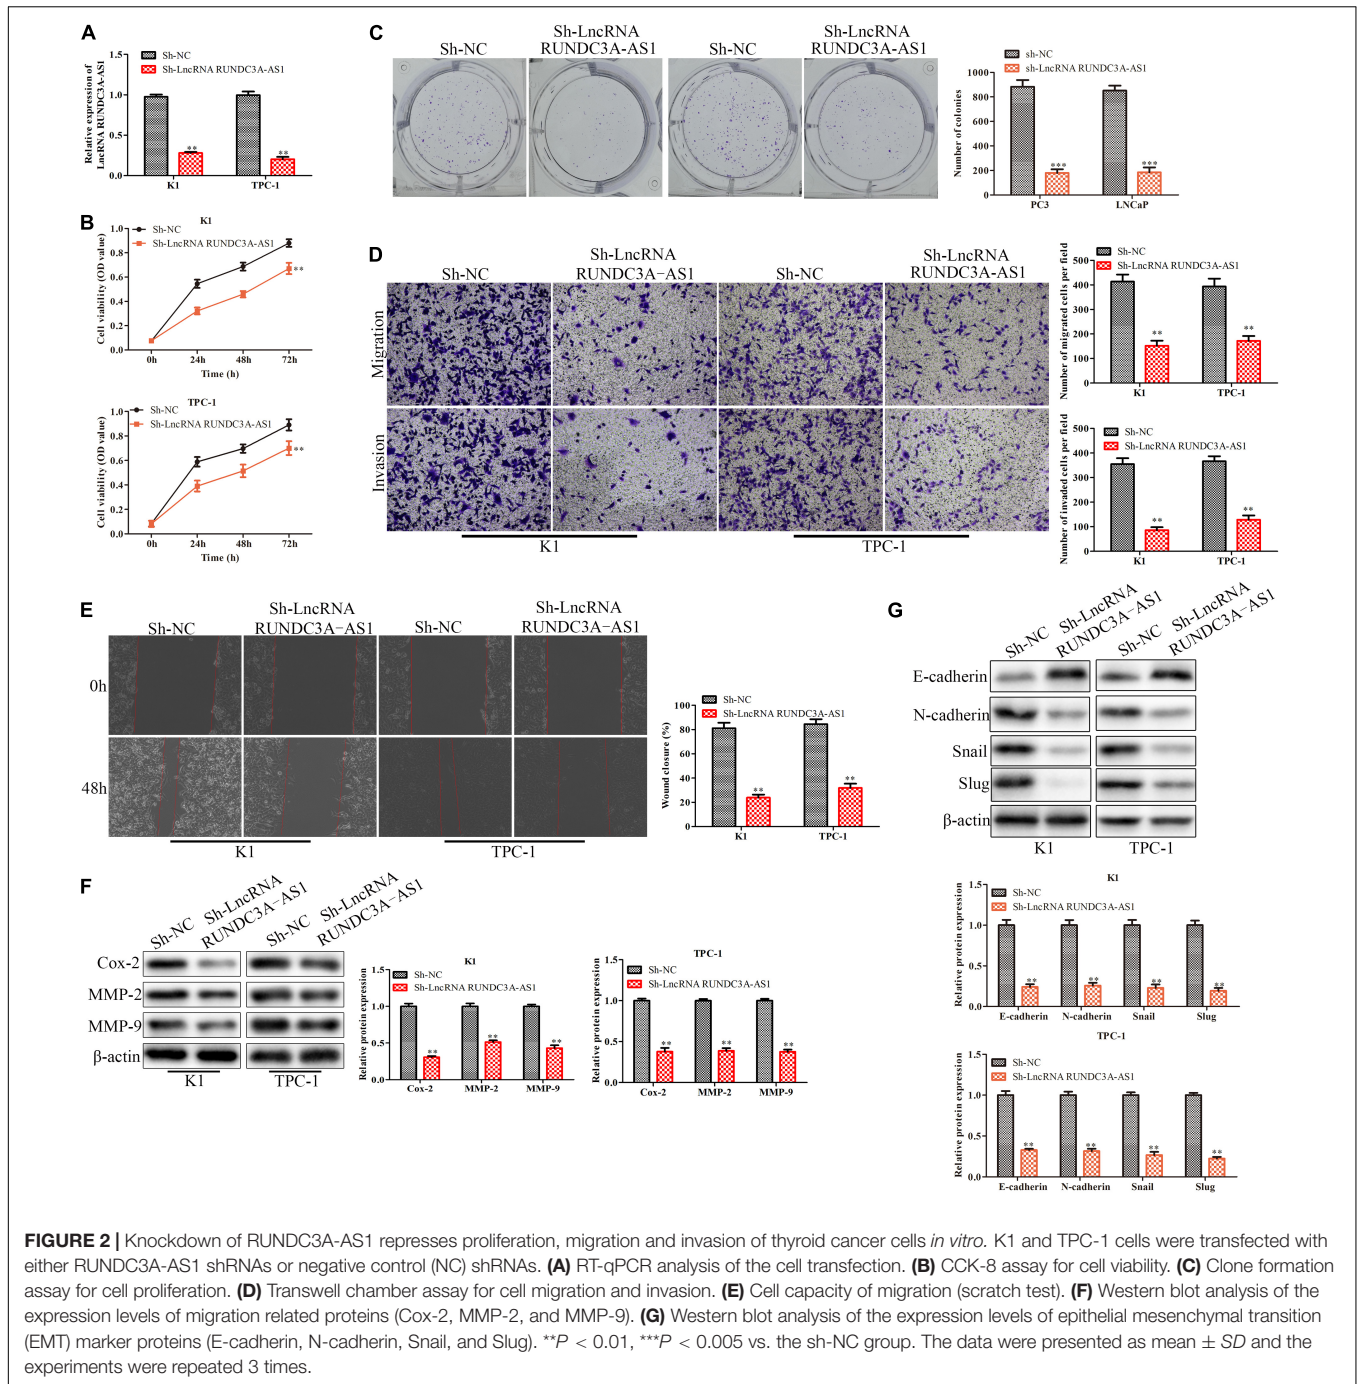 A
Sh-NC
Sh-LncRNA RUNDC3A-AS1
Relative expression of
LncRNA RUNDC3A-AS1
1.5
1.0
0.5
0.0
**
**
K1
TPC-1
B
K1
Sh-NC
Sh-LncRNA RUNDC3A-AS1
Cell viability (OD value)
1.0
0.8
0.6
0.4
0.2
0.0
**
0h
24h
48h
72h
Time (h)
TPC-1
Sh-NC
Sh-LncRNA RUNDC3A-AS1
Cell viability (OD value)
1.0
0.8
0.6
0.4
0.2
0.0
**
0h
24h
48h
72h
Time (h)
C
Sh-NC
Sh-LncRNA
RUNDC3A-AS1
Sh-NC
Sh-LncRNA
RUNDC3A-AS1
sh-NC
sh-LncRNA RUNDC3A-AS1
Number of colonies
1000
800
600
400
200
0
***
***
PC3
LNCaP
D
Sh-NC
Sh-LncRNA
RUNDC3A-AS1
Sh-NC
Sh-LncRNA
RUNDC3A-AS1
Migration
Invasion
K1
TPC-1
Sh-NC
Sh-LncRNA RUNDC3A-AS1
Number of migrated cells per field
500
400
300
200
100
0
**
**
K1
TPC-1
Sh-NC
Sh-LncRNA RUNDC3A-AS1
Number of invaded cells per field
500
400
300
200
100
0
**
**
K1
TPC-1
E
Sh-NC
Sh-LncRNA
RUNDC3A-AS1
Sh-NC
Sh-LncRNA
RUNDC3A-AS1
0h
48h
K1
TPC-1
Sh-NC
Sh-LncRNA RUNDC3A-AS1
Wound closure (%)
100
80
60
40
20
0
**
**
K1
TPC-1
F
Sh-NC
Sh-LncRNA
RUNDC3A-AS1
Sh-NC
Sh-LncRNA
RUNDC3A-AS1
Cox-2
MMP-2
MMP-9
β-actin
K1
TPC-1
K1
Sh-NC
Sh-LncRNA RUNDC3A-AS1
Relative protein expression
1.5
1.0
0.5
0.0
**
**
**
Cox-2
MMP-2
MMP-9
TPC-1
Sh-NC
Sh-LncRNA RUNDC3A-AS1
Relative protein expression
1.5
1.0
0.5
0.0
**
**
**
Cox-2
MMP-2
MMP-9
G
Sh-NC
Sh-LncRNA
RUNDC3A-AS1
Sh-NC
Sh-LncRNA
RUNDC3A-AS1
E-cadherin
N-cadherin
Snail
Slug
β-actin
K1
TPC-1
K1
Sh-NC
Sh-LncRNA RUNDC3A-AS1
Relative protein expression
1.5
1.0
0.5
0.0
**
**
**
**
E-cadherin
N-cadherin
Snail
Slug
TPC-1
Sh-NC
Sh-LncRNA RUNDC3A-AS1
Relative protein expression
1.5
1.0
0.5
0.0
**
**
**
**
E-cadherin
N-cadherin
Snail
Slug
FIGURE 2 | Knockdown of RUNDC3A-AS1 represses proliferation, migration and invasion of thyroid cancer cells in vitro. K1 and TPC-1 cells were transfected with
either RUNDC3A-AS1 shRNAs or negative control (NC) shRNAs. (A) RT-qPCR analysis of the cell transfection. (B) CCK-8 assay for cell viability. (C) Clone formation
assay for cell proliferation. (D) Transwell chamber assay for cell migration and invasion. (E) Cell capacity of migration (scratch test). (F) Western blot analysis of the
expression levels of migration related proteins (Cox-2, MMP-2, and MMP-9). (G) Western blot analysis of the expression levels of epithelial mesenchymal transition
(EMT) marker proteins (E-cadherin, N-cadherin, Snail, and Slug). **P < 0.01, ***P < 0.005 vs. the sh-NC group. The data were presented as mean ± SD and the
experiments were repeated 3 times.